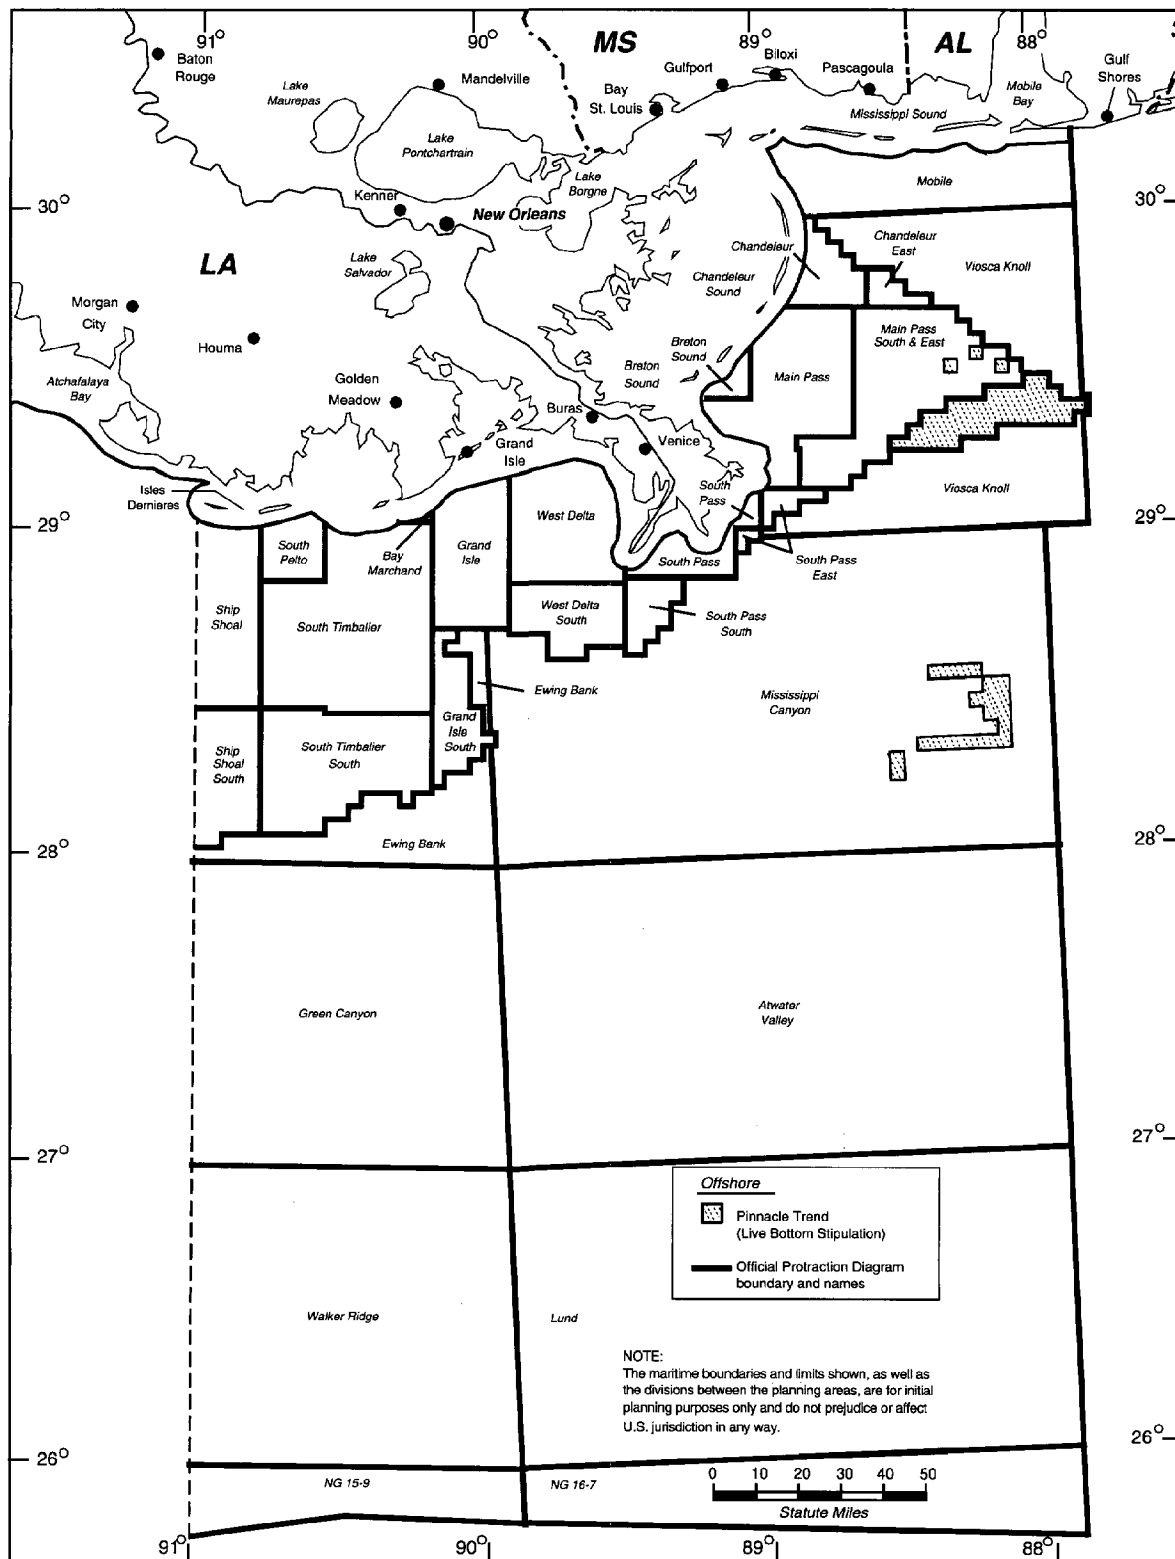 91°
90°
MS
89°
AL
88°
Baton
Rouge
Lake
Maurepas
Mandelville
Bay
St. Louis
Gulfport
Biloxi
Pascagoula
Mobile
Bay
Gulf
Shores
Mississippi Sound
Lake
Pontchartrain
Lake
Borgne
Mobile
30°
Kenner
New Orleans
30°
LA
Lake
Salvador
Chandeleur
Chandeleur
East
Viosca Knoll
Chandeleur
Sound
Morgan
City
Houma
Breton
Sound
Main Pass
South & East
Breton
Sound
Main Pass
Atchafalaya
Bay
Golden
Meadow
Buras
Venice
Grand
Isle
South
Pass
Viosca Knoll
Isles
Dernieres
29°
29°
West Delta
South
Pelto
Bay
Marchand
Grand
Isle
South Pass
South Pass
East
Ship
Shoal
South Timbalier
West Delta
South
South Pass
South
Ewing Bank
Mississippi
Canyon
Grand
Isle
South
Ship
Shoal
South
South Timbalier
South
Ewing Bank
28°
28°
Green Canyon
Atwater
Valley
27°
27°
Offshore
Pinnacle Trend
(Live Bottom Stipulation)
Official Protraction Diagram
boundary and names
Walker Ridge
Lund
NOTE:
The maritime boundaries and limits shown, as well as
the divisions between the planning areas, are for initial
planning purposes only and do not prejudice or affect
U.S. jurisdiction in any way.
26°
26°
NG 15-9
NG 16-7
0 10 20 30 40 50
Statute Miles
91°
90°
89°
88°